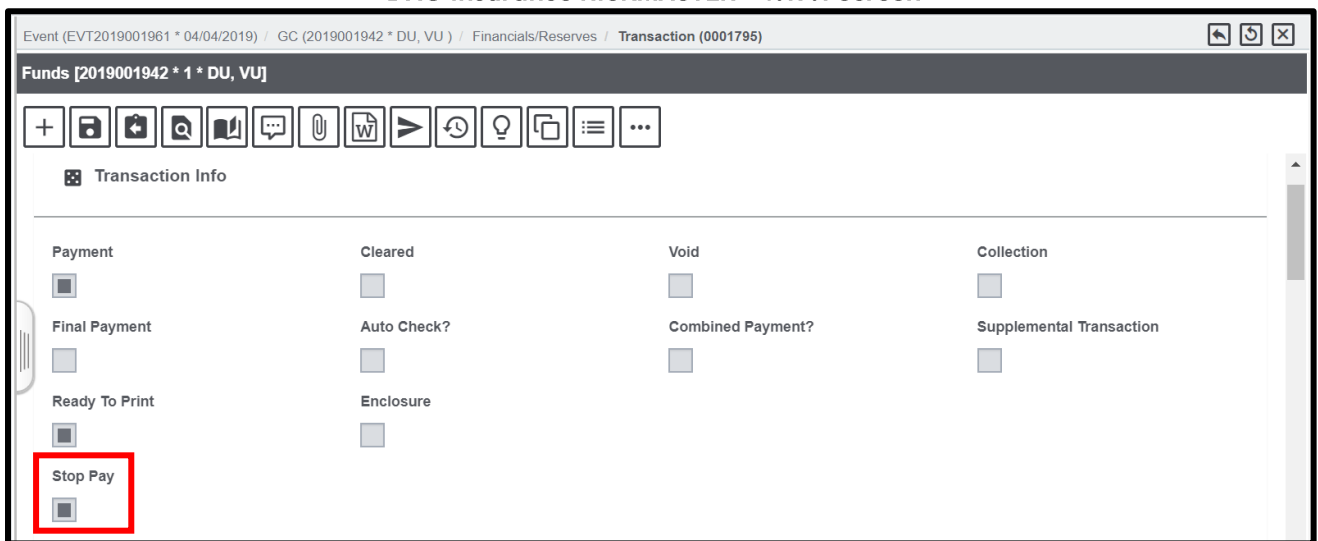 Event (EVT2019001961 * 04/04/2019) / GC (2019001942 * DU, VU ) / Financials/Reserves / Transaction (0001795)
Funds [2019001942 * 1 * DU, VU]
W
Transaction Info
Payment Cleared Void Collection
Final Payment Auto Check? Combined Payment? Supplemental Transaction
Ready To Print Enclosure
Stop Pay